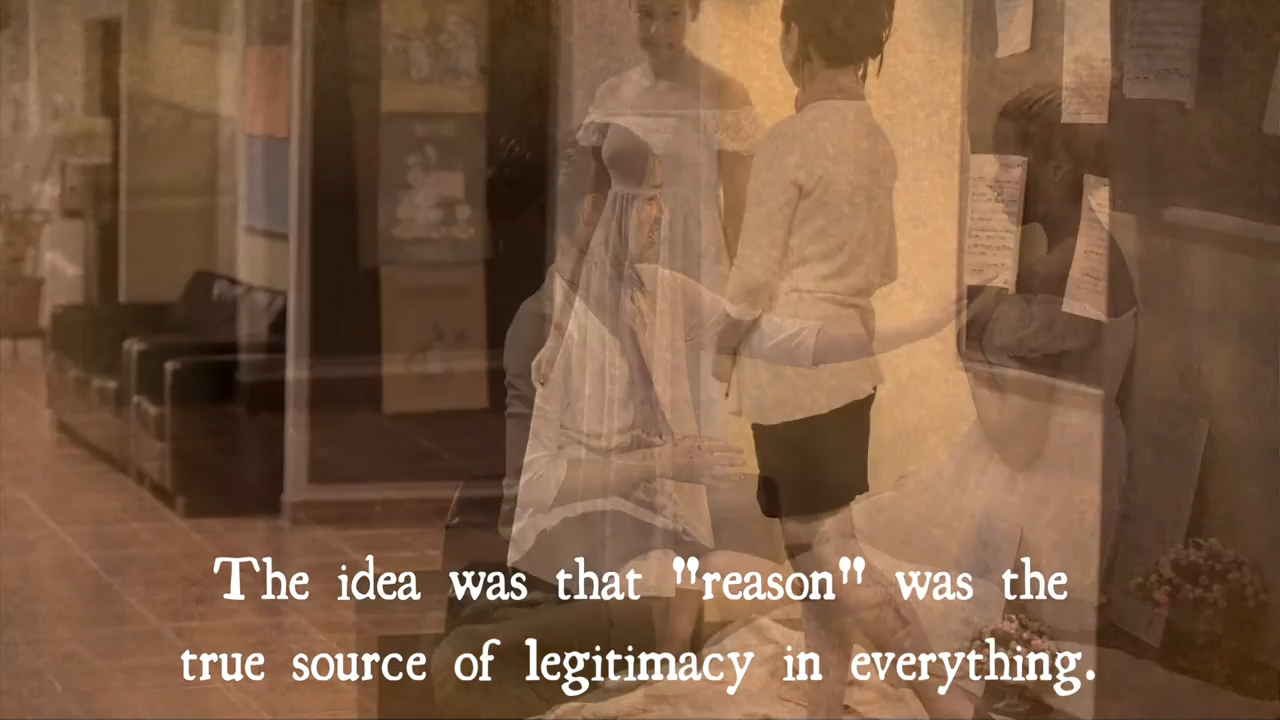 The idea was that "reason" was the
true source of legitimacy in everything.